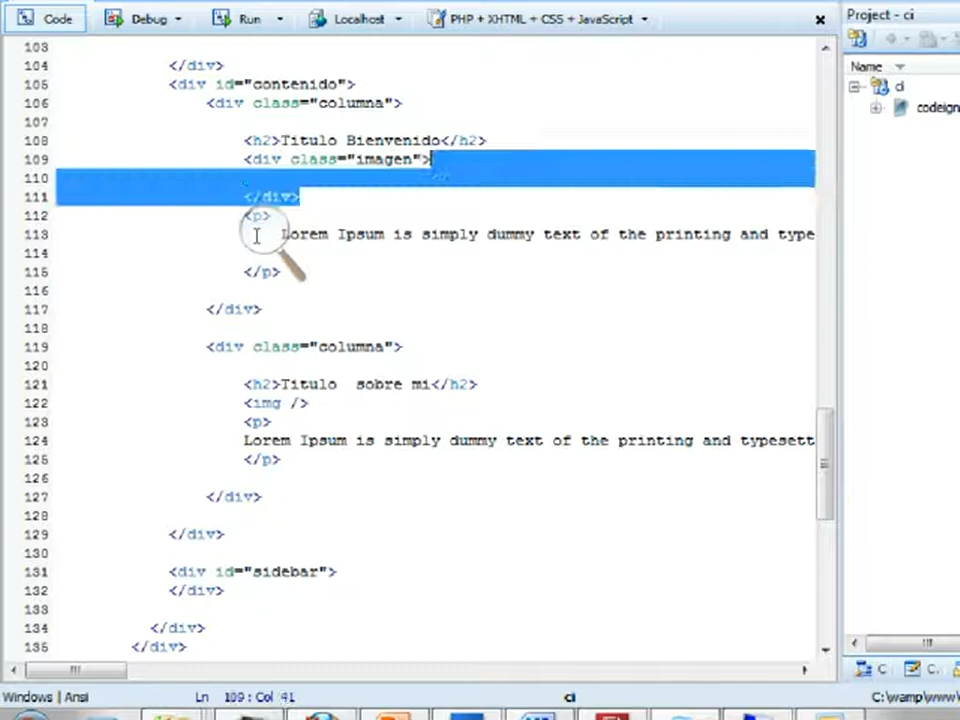 Code Debug Run Localhost PHP + XHTML + CSS + JavaScript
Project - ci
Name
ci
codeign
103
104 </div>
105 <div id="contenido">
106 <div class="columna">
107
108 <h2>Titulo Bienvenido</h2>
109 <div class="imagen">
110
111 </div>
112 <p>
113 Lorem Ipsum is simply dummy text of the printing and type
114
115 </p>
116
117 </div>
118
119 <div class="columna">
120
121 <h2>Titulo  sobre mi</h2>
122 <img />
123 <p>
124 Lorem Ipsum is simply dummy text of the printing and typesett
125 </p>
126
127 </div>
128
129 </div>
130
131 <div id="sidebar">
132 </div>
133
134 </div>
135 </div>
C C.
Windows | Ansi Ln 109 : Col 41 ci C:\wamp\www\